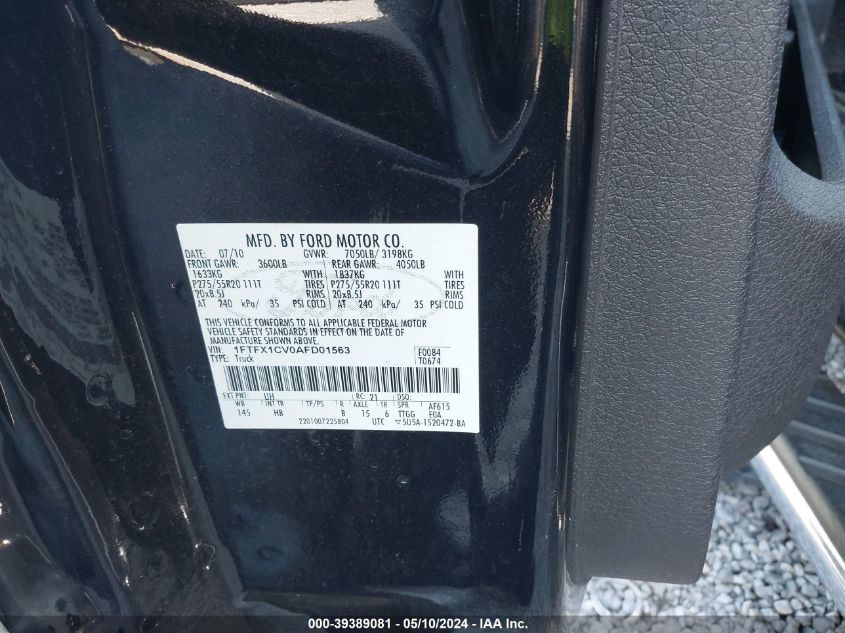 MFD. BY FORD MOTOR CO.
DATE: 07/10 GVWR: 7050LB/ 3198KG
FRONT GAWR: 3600LB REAR GAWR: 4050LB
1633KG WITH 1837KG WITH
P275/55R20 111T TIRES P275/55R20 111T TIRES
20x8.5J RIMS 20x8.5J RIMS
AT 240 kPa/ 35 PSI COLD AT 240 kPa/ 35 PSI COLD
THIS VEHICLE CONFORMS TO ALL APPLICABLE FEDERAL MOTOR
VEHICLE SAFETY STANDARDS IN EFFECT ON THE DATE OF
MANUFACTURE SHOWN ABOVE.
VIN: 1FTFX1CV0AFD01563 F0084
TYPE: Truck T0674
EXT PNT: UH RC: 21 DSO:
WB INT TR TP/PS R AXLE TR SPR AF615
145 HB B 15 6 TTGG E0A
2201007225804 UTC 5U5A-1520472-BA
000-39389081 - 05/10/2024 - IAA Inc.